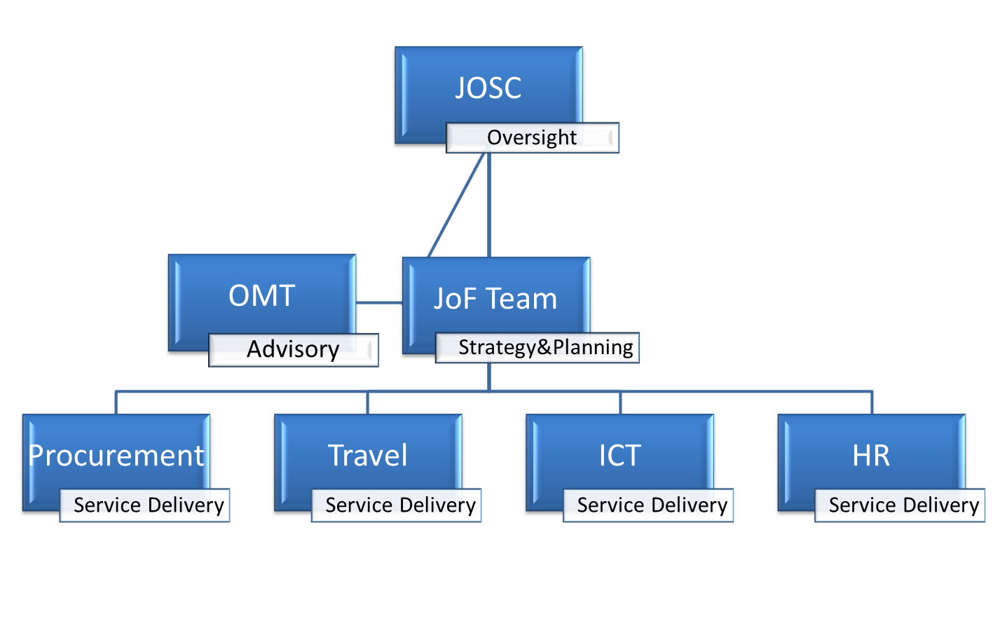 JOSC
Oversight
OMT
Advisory
JoF Team
Strategy&Planning
Procurement
Service Delivery
Travel
Service Delivery
ICT
Service Delivery
HR
Service Delivery